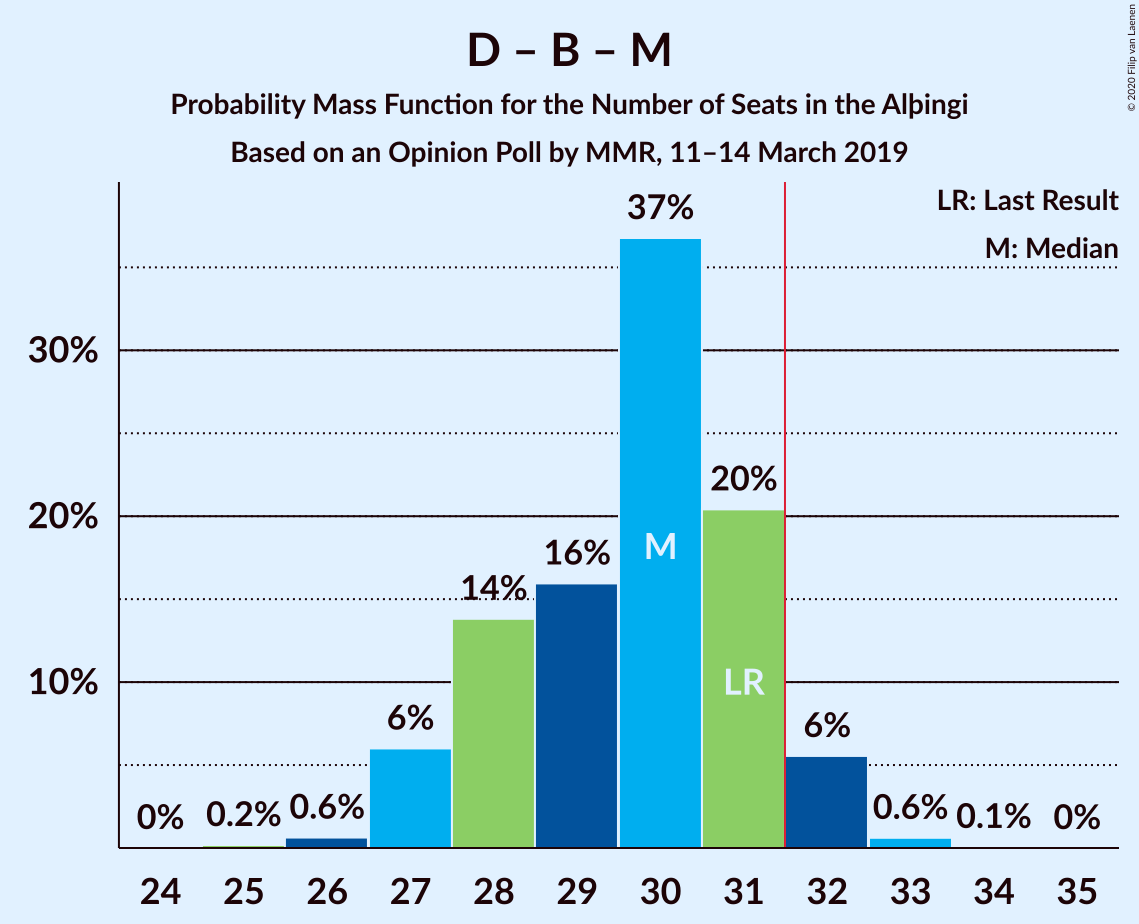 D – B – M
Probability Mass Function for the Number of Seats in the Alþingi
Based on an Opinion Poll by MMR, 11–14 March 2019
© 2020 Filip van Laenen
LR: Last Result
M: Median
30%
20%
10%
0%
0.2%
0.6%
6%
14%
16%
37%
20%
6%
0.6%
0.1%
0%
M
LR
24 25 26 27 28 29 30 31 32 33 34 35